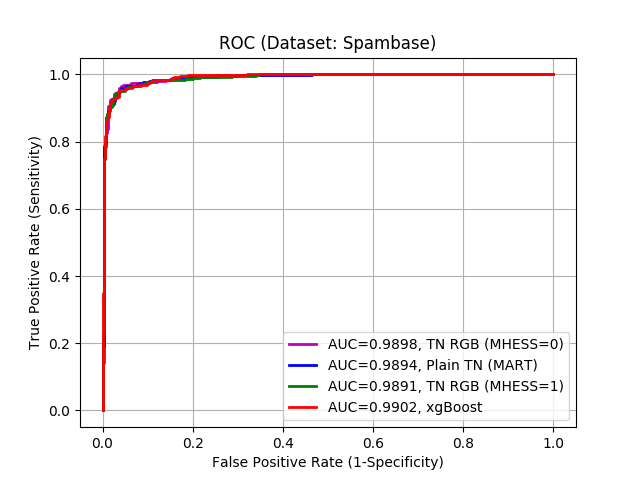 ROC (Dataset: Spambase)
True Positive Rate (Sensitivity)
1.0
0.8
0.6
0.4
0.2
0.0
AUC=0.9898, TN RGB (MHESS=0)
AUC=0.9894, Plain TN (MART)
AUC=0.9891, TN RGB (MHESS=1)
AUC=0.9902, xgBoost
0.0 0.2 0.4 0.6 0.8 1.0
False Positive Rate (1-Specificity)